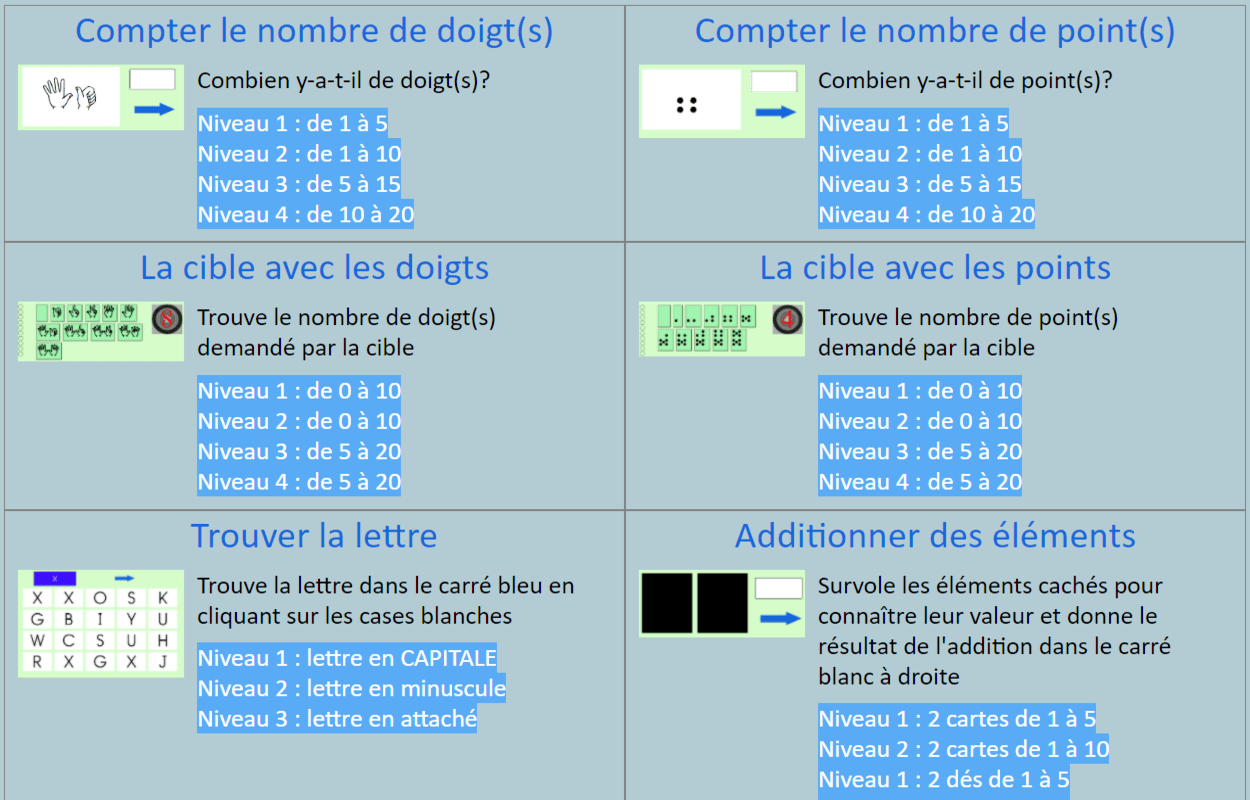 Compter le nombre de doigt(s)
Combien y-a-t-il de doigt(s)?
Niveau 1 : de 1 à 5
Niveau 2 : de 1 à 10
Niveau 3 : de 5 à 15
Niveau 4 : de 10 à 20
Compter le nombre de point(s)
Combien y-a-t-il de point(s)?
Niveau 1 : de 1 à 5
Niveau 2 : de 1 à 10
Niveau 3 : de 5 à 15
Niveau 4 : de 10 à 20
La cible avec les doigts
8
Trouve le nombre de doigt(s)
demandé par la cible
Niveau 1 : de 0 à 10
Niveau 2 : de 0 à 10
Niveau 3 : de 5 à 20
Niveau 4 : de 5 à 20
La cible avec les points
4
Trouve le nombre de point(s)
demandé par la cible
Niveau 1 : de 0 à 10
Niveau 2 : de 0 à 10
Niveau 3 : de 5 à 20
Niveau 4 : de 5 à 20
Trouver la lettre
X
X X O S K
G B I Y U
W C S U H
R X G X J
Trouve la lettre dans le carré bleu en
cliquant sur les cases blanches
Niveau 1 : lettre en CAPITALE
Niveau 2 : lettre en minuscule
Niveau 3 : lettre en attaché
Additionner des éléments
Survole les éléments cachés pour
connaître leur valeur et donne le
résultat de l'addition dans le carré
blanc à droite
Niveau 1 : 2 cartes de 1 à 5
Niveau 2 : 2 cartes de 1 à 10
Niveau 1 : 2 dés de 1 à 5